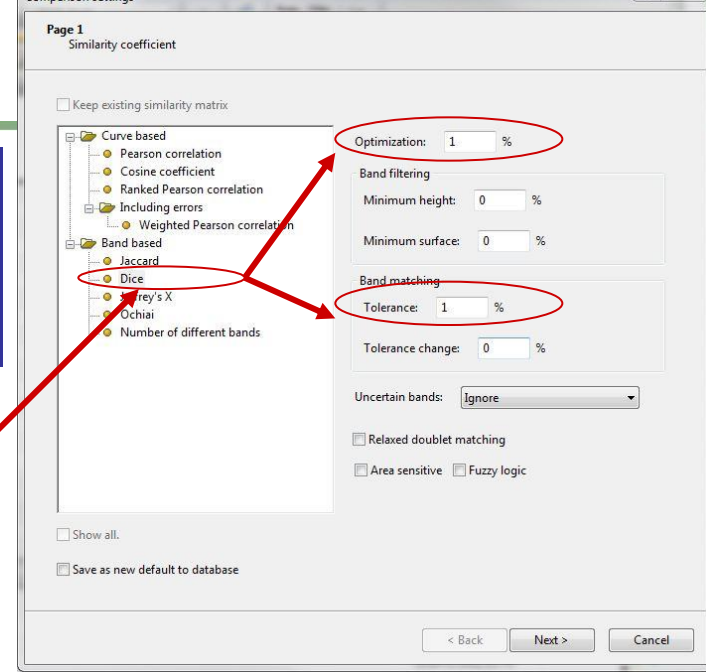 Comparison settings
Page 1
Similarity coefficient
Keep existing similarity matrix
Curve based
Pearson correlation
Cosine coefficient
Ranked Pearson correlation
Including errors
Weighted Pearson correlation
Band based
Jaccard
Dice
Jeffrey's X
Ochiai
Number of different bands
Optimization: 1 %
Band filtering
Minimum height: 0 %
Minimum surface: 0 %
Band matching
Tolerance: 1 %
Tolerance change: 0 %
Uncertain bands: Ignore
Relaxed doublet matching
Area sensitive Fuzzy logic
Show all.
Save as new default to database
< Back Next > Cancel